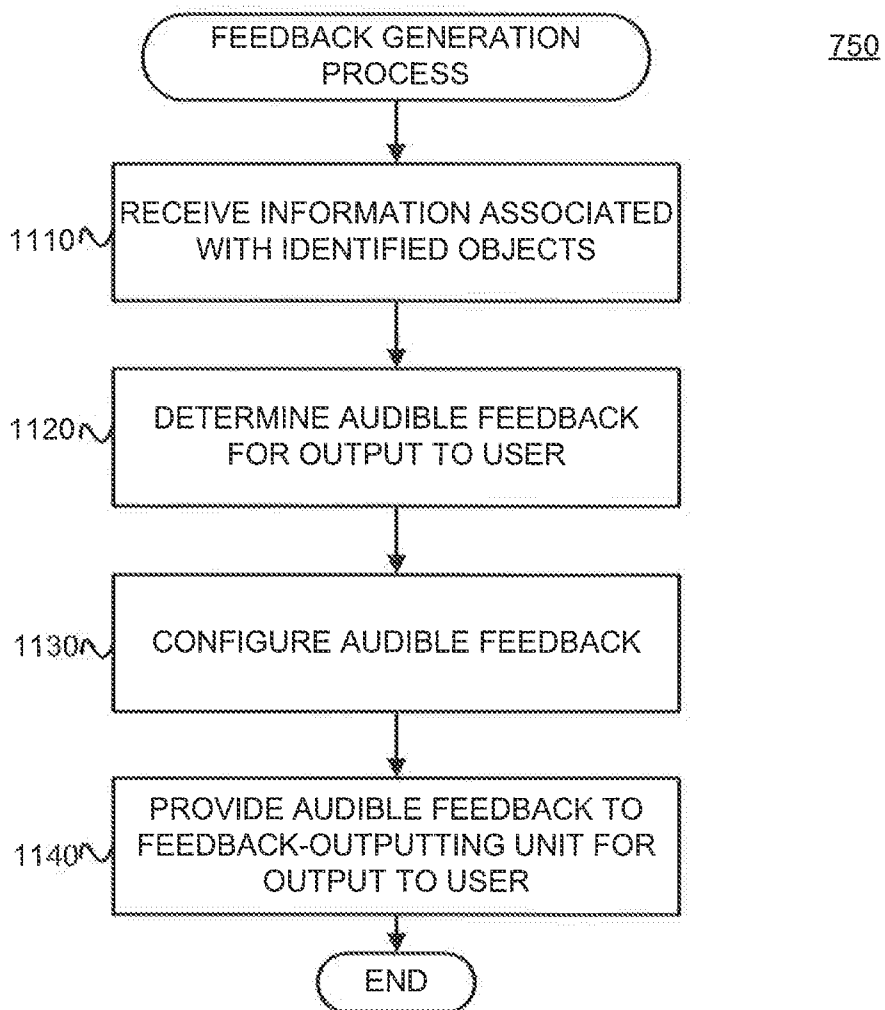 FEEDBACK GENERATION
PROCESS
750
1110
RECEIVE INFORMATION ASSOCIATED
WITH IDENTIFIED OBJECTS
1120
DETERMINE AUDIBLE FEEDBACK
FOR OUTPUT TO USER
1130
CONFIGURE AUDIBLE FEEDBACK
1140
PROVIDE AUDIBLE FEEDBACK TO
FEEDBACK-OUTPUTTING UNIT FOR
OUTPUT TO USER
END